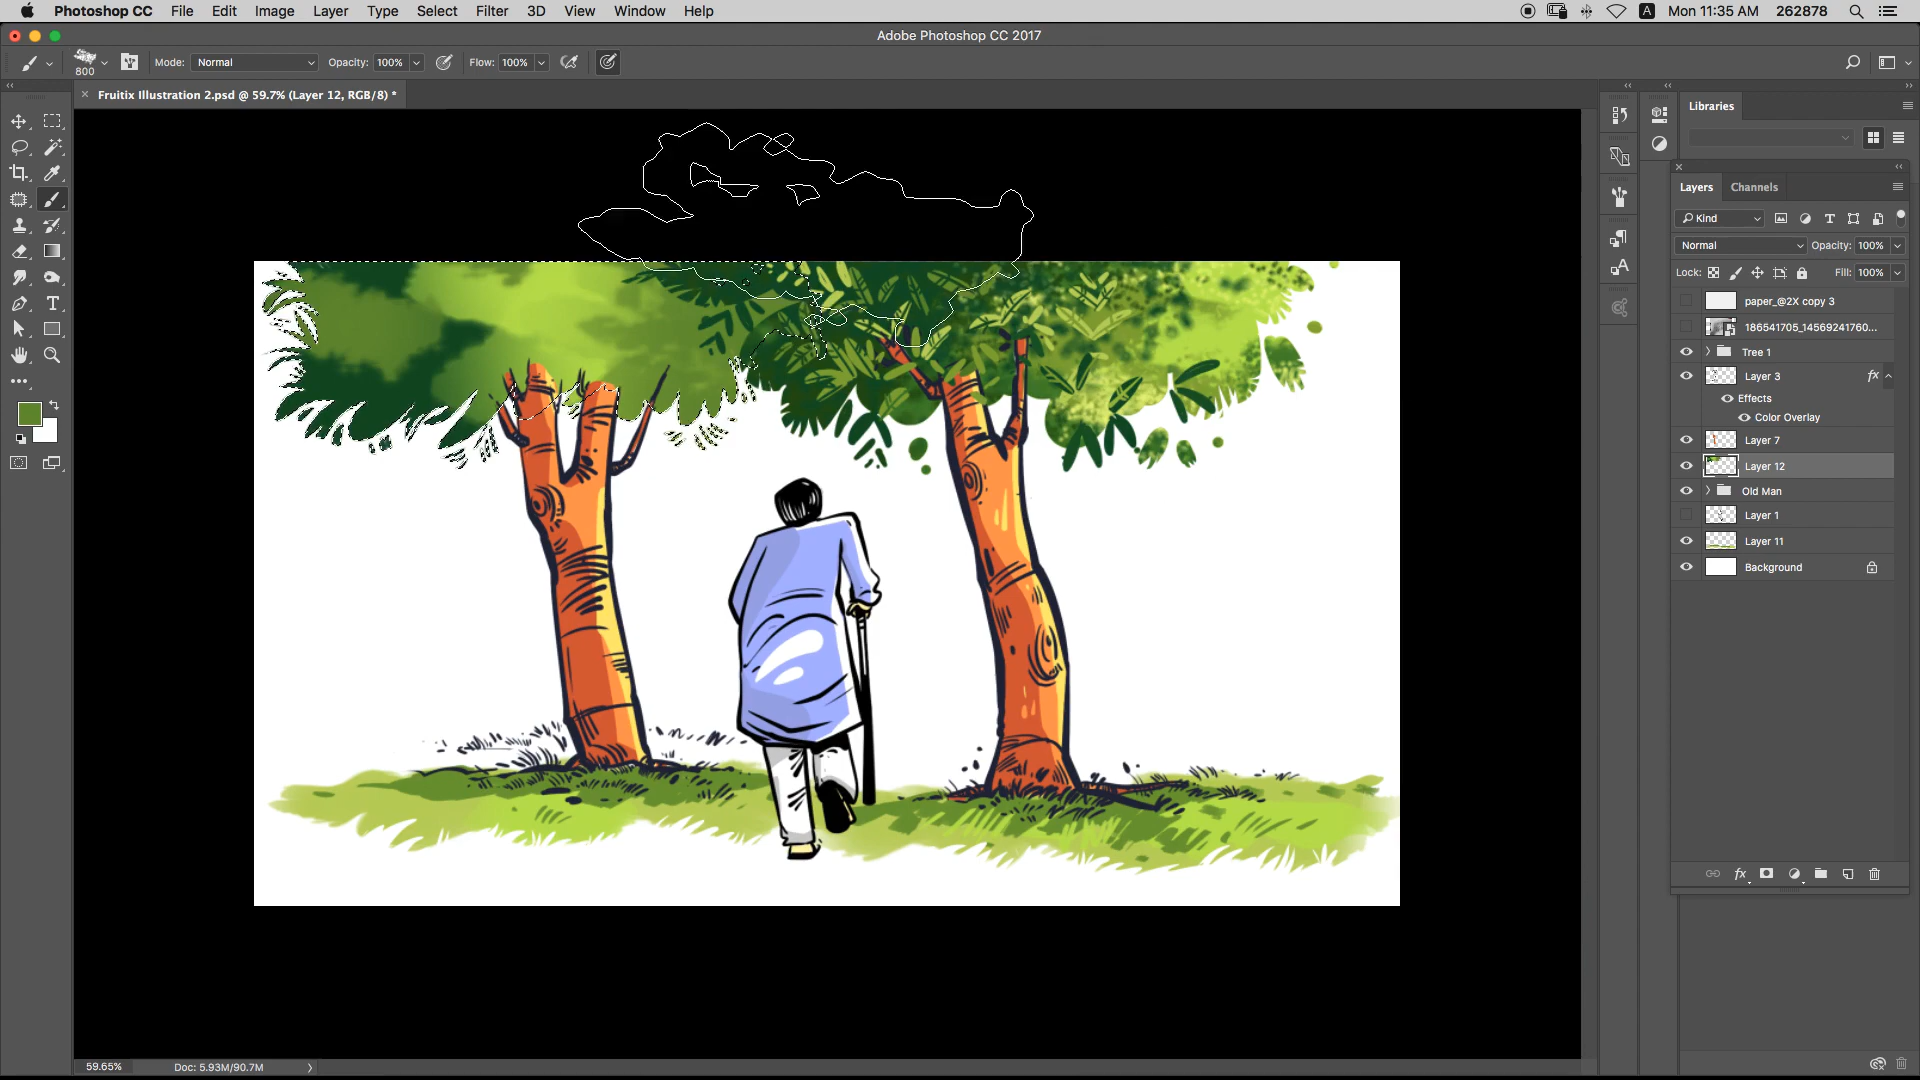 Photoshop CC File Edit Image Layer Type Select Filter 3D View Window Help A Mon 11:35 AM 262878
Adobe Photoshop CC 2017
800 Mode: Normal Opacity: 100% Flow: 100%
Fruitix Illustration 2.psd @ 59.7% (Layer 12, RGB/8) *
Libraries
Layers Channels
Kind
Normal Opacity: 100%
Lock: Fill: 100%
paper_@2X copy 3
186541705_14569241760...
Tree 1
Layer 3 fx
Effects
Color Overlay
Layer 7
Layer 12
Old Man
Layer 1
Layer 11
Background
fx
59.65% Doc: 5.93M/90.7M